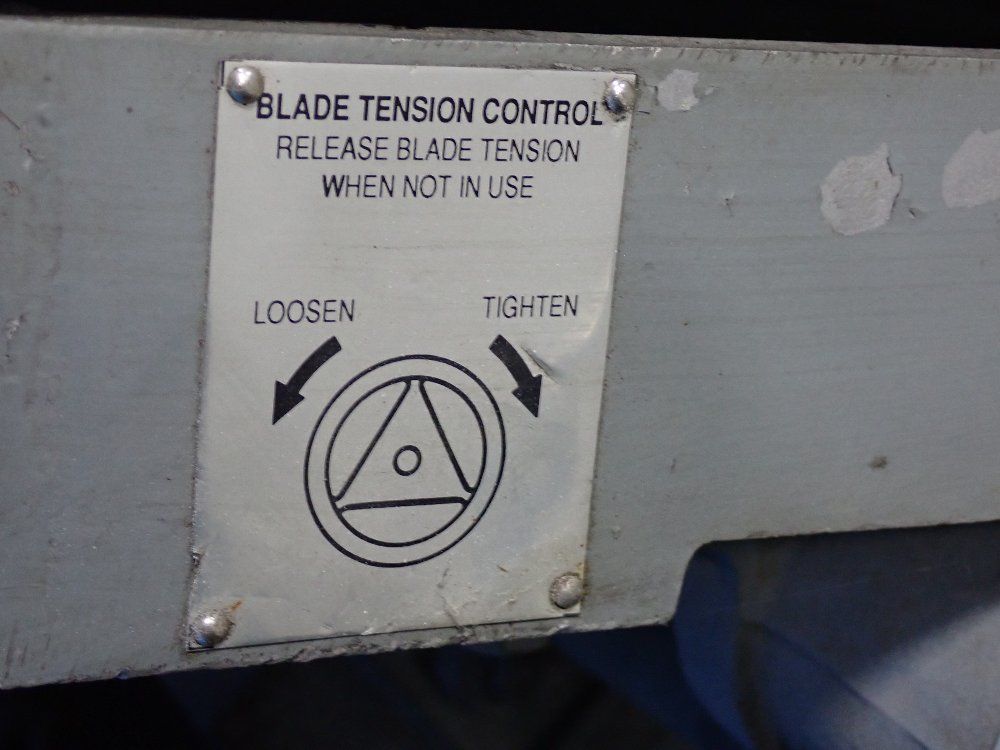 BLADE TENSION CONTROL
RELEASE BLADE TENSION
WHEN NOT IN USE
LOOSEN TIGHTEN